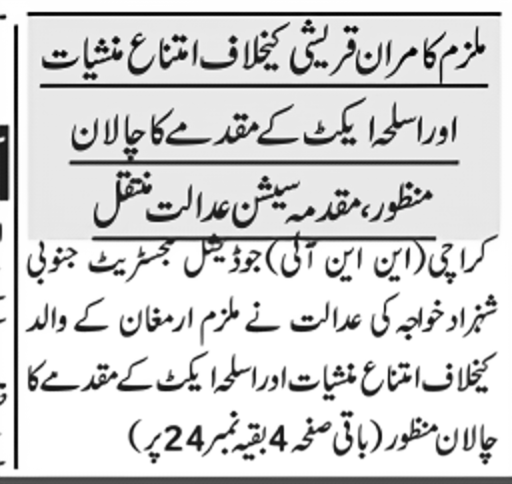 ملزم کامران قریشی کیخلاف امتناع منشیات
اور اسلحہ ایکٹ کے مقدمے کا چالان
منظور، مقدمہ سیشن عدالت منتقل
کراچی (این این آئی) جوڈیشل مجسٹریٹ جنوبی
شہزاد خواجہ کی عدالت نے ملزم ارمغان کے والد
کیخلاف امتناع منشیات اور اسلحہ ایکٹ کے مقدمے کا
چالان منظور (باقی صفحہ 4 بقیہ نمبر 24 پر)